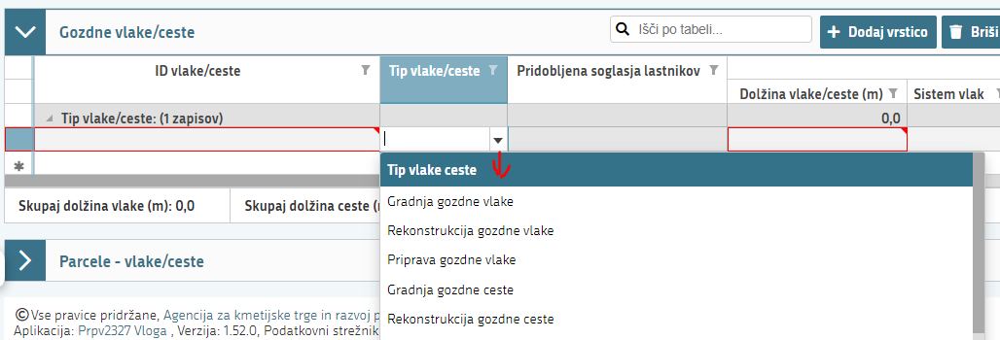 Gozdne vlake/ceste
Išči po tabeli...
Dodaj vrstico
Briši
ID vlake/ceste
Tip vlake/ceste
Pridobljena soglasja lastnikov
Dolžina vlake/ceste (m)
Sistem vlak
Tip vlake/ceste: (1 zapisov)
0,0
Tip vlake ceste
Gradnja gozdne vlake
Rekonstrukcija gozdne vlake
Priprava gozdne vlake
Gradnja gozdne ceste
Rekonstrukcija gozdne ceste
Skupaj dolžina vlake (m): 0,0
Skupaj dolžina ceste (
Parcele - vlake/ceste
©Vse pravice pridržane, Agencija za kmetijske trge in razvoj p
Aplikacija: Prpv2327 Vloga , Verzija: 1.52.0, Podatkovni strežnik